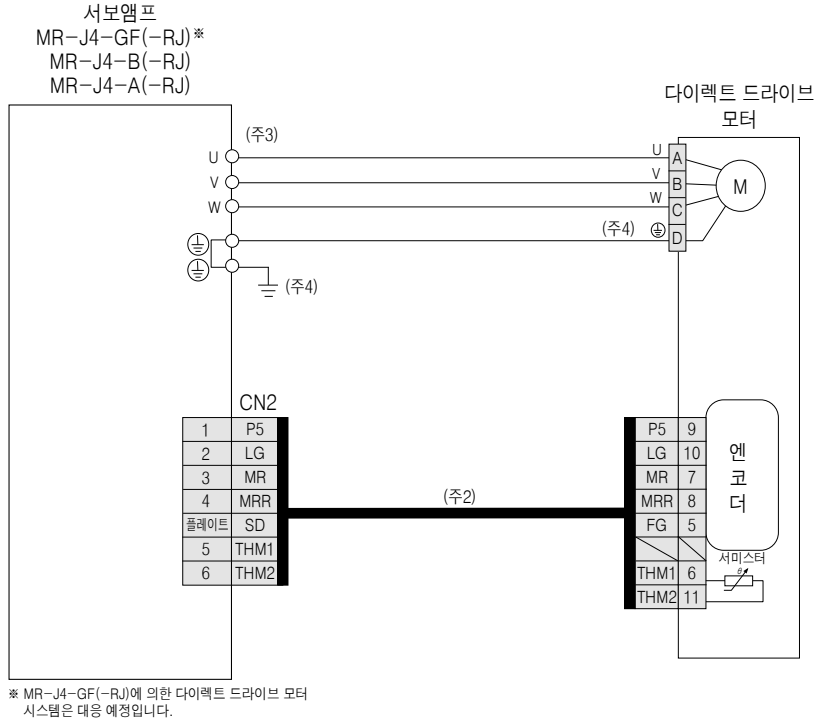 서보앰프
MR-J4-GF(-RJ)※
MR-J4-B(-RJ)
MR-J4-A(-RJ)
다이렉트 드라이브
모터
(주3)
U U A
V V B M
W W C
(주4) D
(주4)
CN2
1 P5 P5 9
2 LG LG 10
3 MR MR 7
4 MRR (주2) MRR 8
플레이트 SD FG 5
엔
코
더
5 THM1
서미스터
θ
6 THM2 THM1 6
THM2 11
※ MR-J4-GF(-RJ)에 의한 다이렉트 드라이브 모터
시스템은 대응 예정입니다.